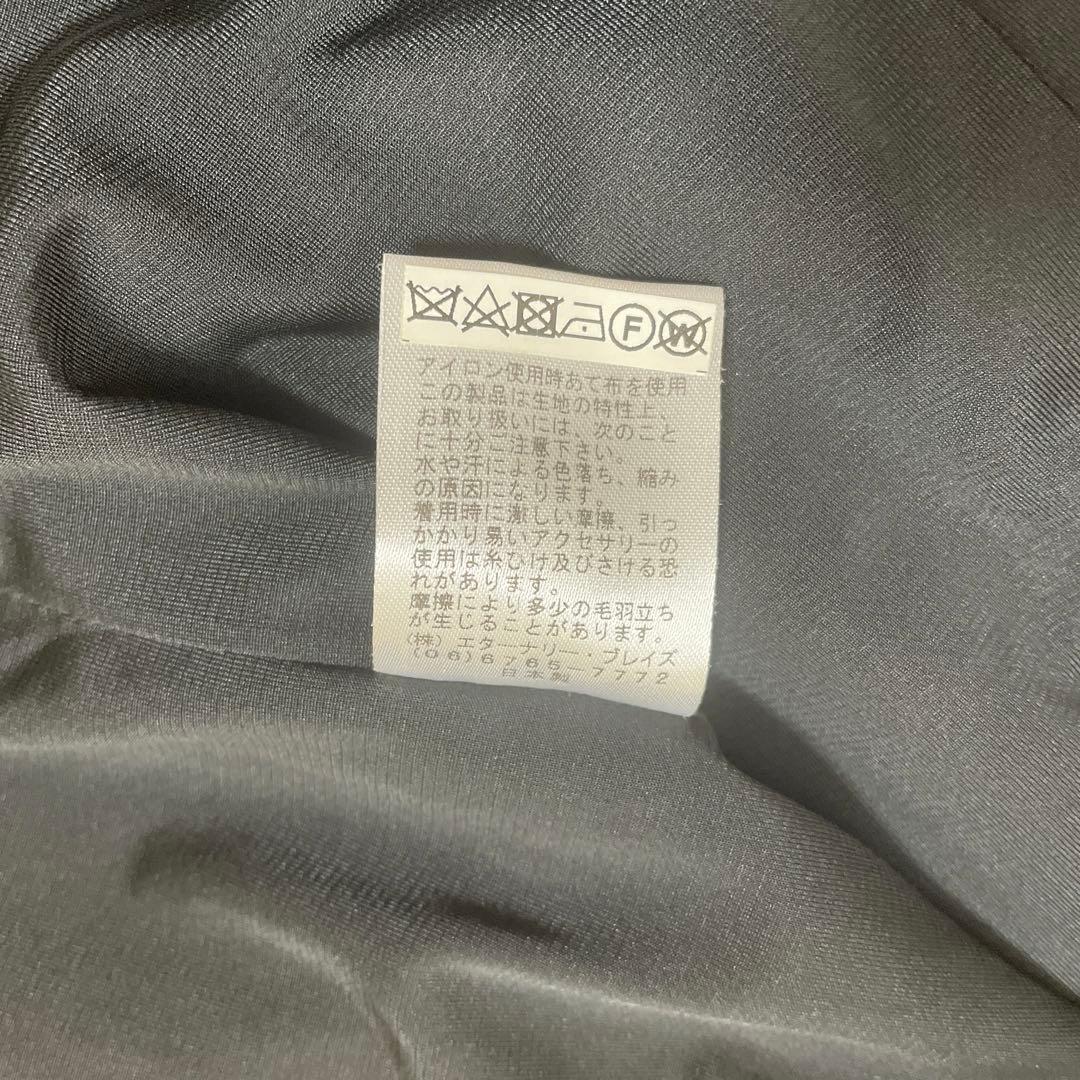 F W
アイロン使用時あて布を使用
この製品は生地の特性上、
お取り扱いには、次のこと
に十分ご注意下さい。
水や汗による色落ち、縮み
の原因になります。
着用時に激しい摩擦、引っ
かかり易いアクセサリーの
使用は糸ひけ及びさける恐
れがあります。
摩擦により多少の毛羽立ち
が生じることがあります。
(株)エターナリー・ブレイズ
(06)6765-7772
日本製